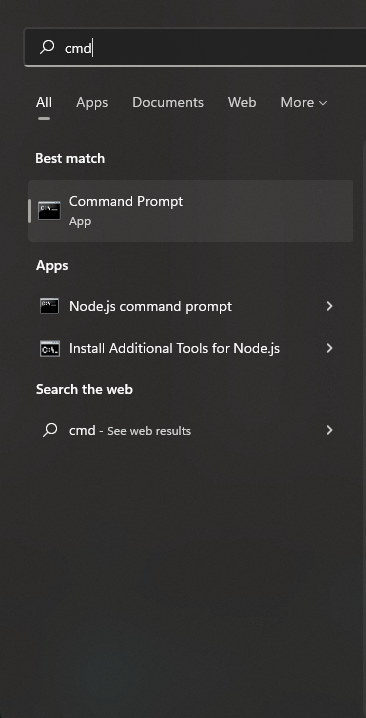 cmd
All Apps Documents Web More
Best match
Command Prompt
App
Apps
Node.js command prompt
Install Additional Tools for Node.js
Search the web
cmd - See web results